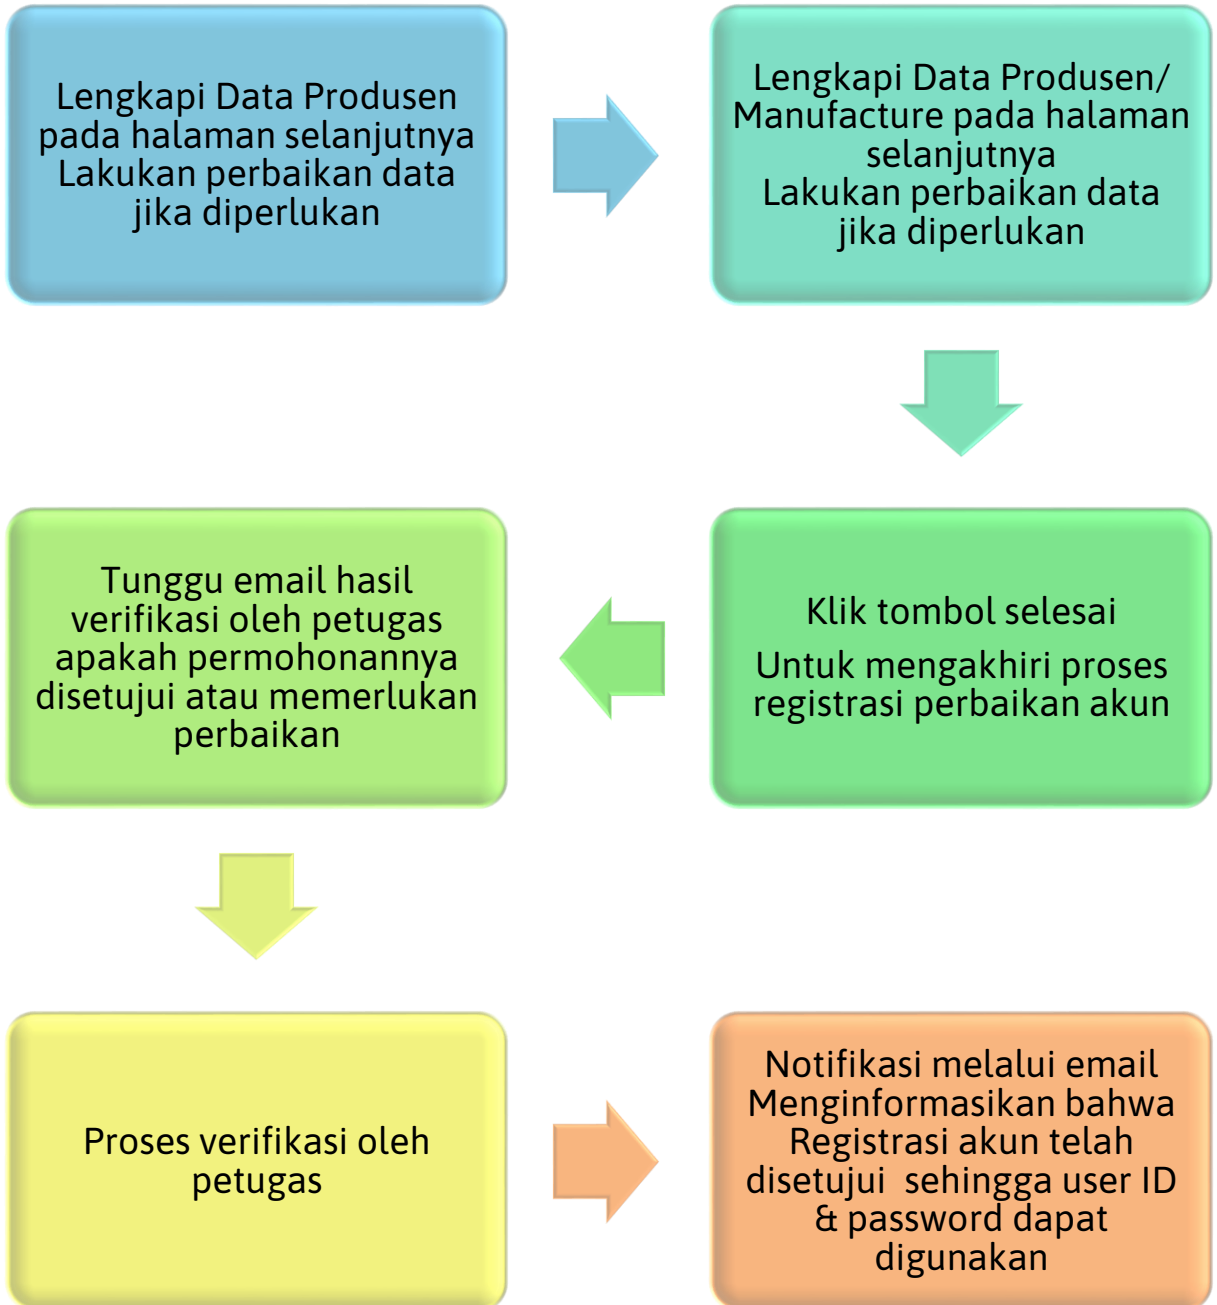 Lengkapi Data Produsen
pada halaman selanjutnya
Lakukan perbaikan data
jika diperlukan
Lengkapi Data Produsen/
Manufacture pada halaman
selanjutnya
Lakukan perbaikan data
jika diperlukan
Klik tombol selesai
Untuk mengakhiri proses
registrasi perbaikan akun
Tunggu email hasil
verifikasi oleh petugas
apakah permohonannya
disetujui atau memerlukan
perbaikan
Proses verifikasi oleh
petugas
Notifikasi melalui email
Menginformasikan bahwa
Registrasi akun telah
disetujui  sehingga user ID
& password dapat
digunakan